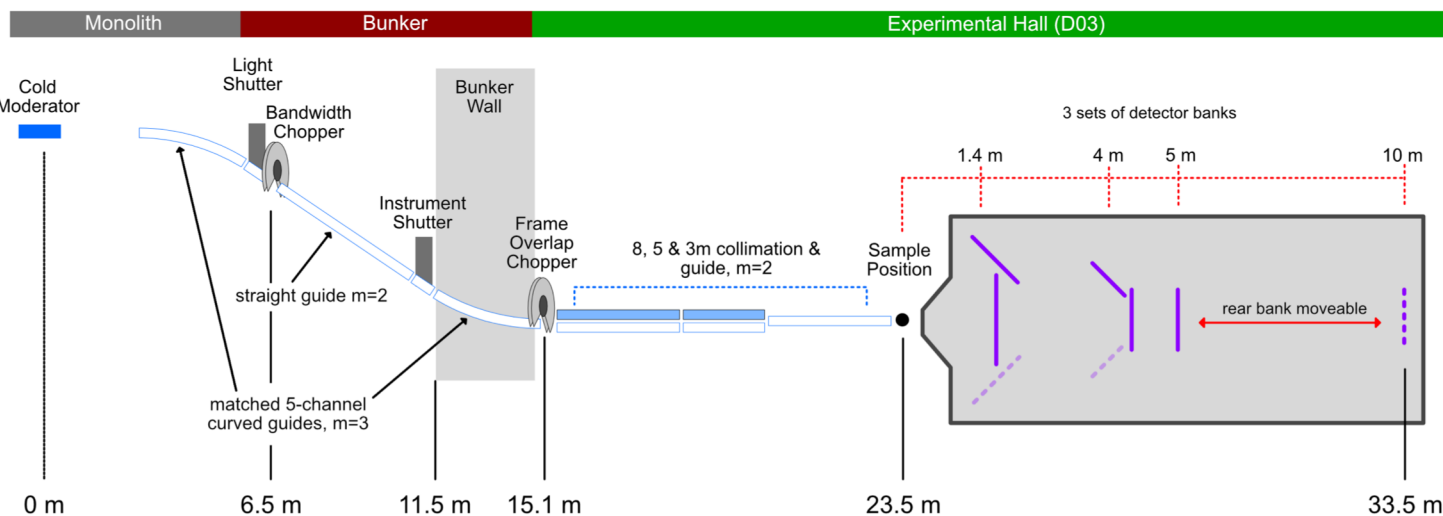 Monolith
Bunker
Experimental Hall (D03)
Cold
Moderator
Light
Shutter
Bandwidth
Chopper
Bunker
Wall
Instrument
Shutter
Frame
Overlap
Chopper
8, 5 & 3m collimation &
guide, m=2
Sample
Position
3 sets of detector banks
1.4 m
4 m
5 m
10 m
straight guide m=2
rear bank moveable
matched 5-channel
curved guides, m=3
0 m
6.5 m
11.5 m
15.1 m
23.5 m
33.5 m